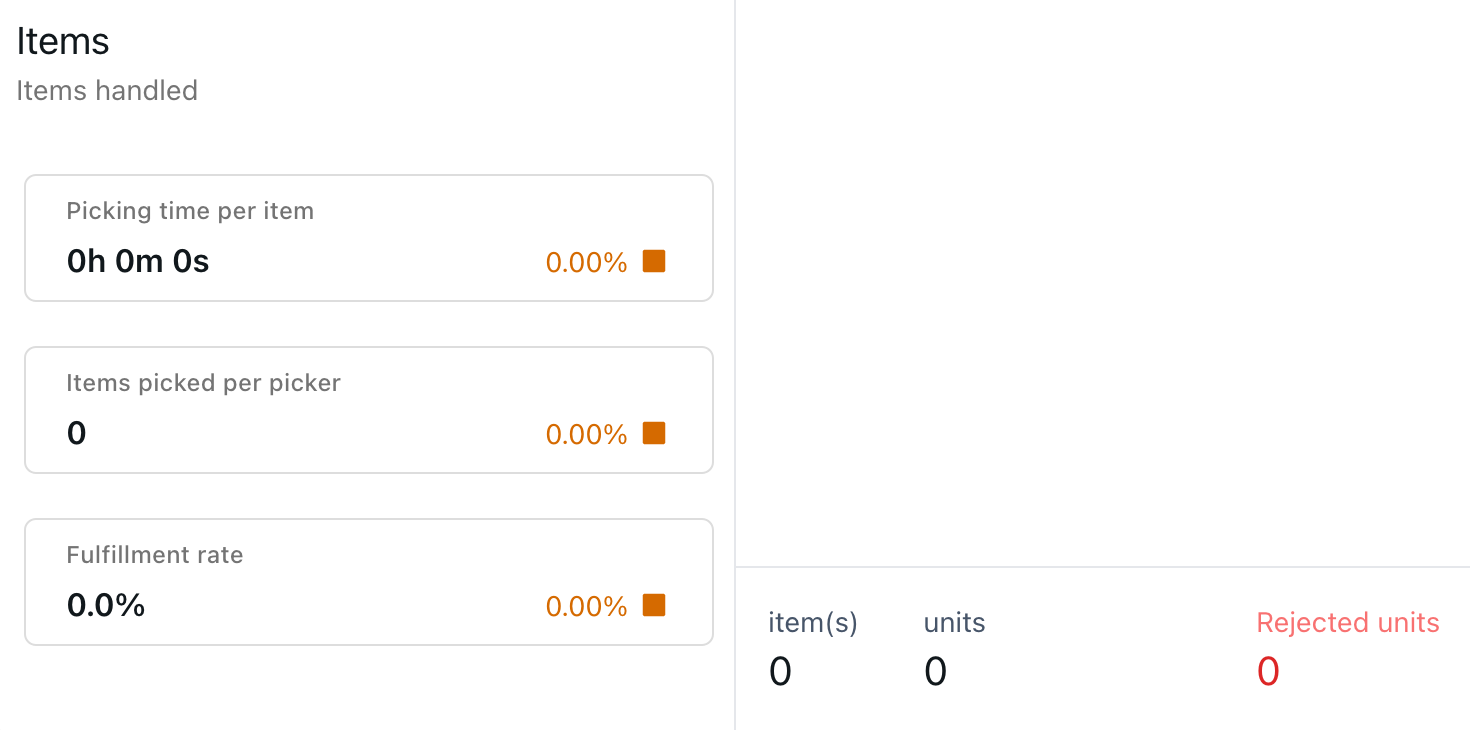 Items
Items handled
Picking time per item
0h 0m 0s
0.00%
Items picked per picker
0
0.00%
Fulfillment rate
0.0%
0.00%
item(s)
0
units
0
Rejected units
0